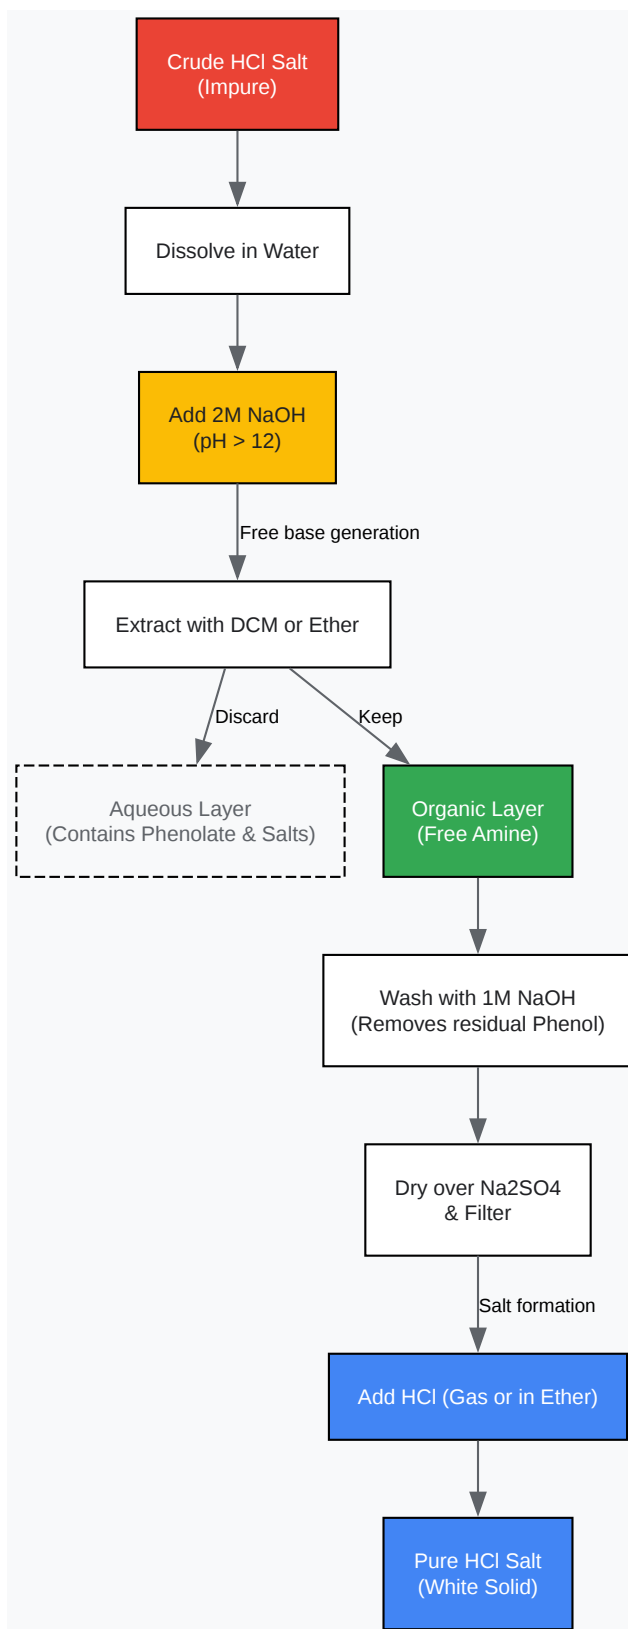 Crude HCl Salt
(Impure)
Dissolve in Water
Add 2M NaOH
(pH > 12)
Free base generation
Extract with DCM or Ether
Discard
Keep
Aqueous Layer
(Contains Phenolate & Salts)
Organic Layer
(Free Amine)
Wash with 1M NaOH
(Removes residual Phenol)
Dry over Na2SO4
& Filter
Salt formation
Add HCl (Gas or in Ether)
Pure HCl Salt
(White Solid)